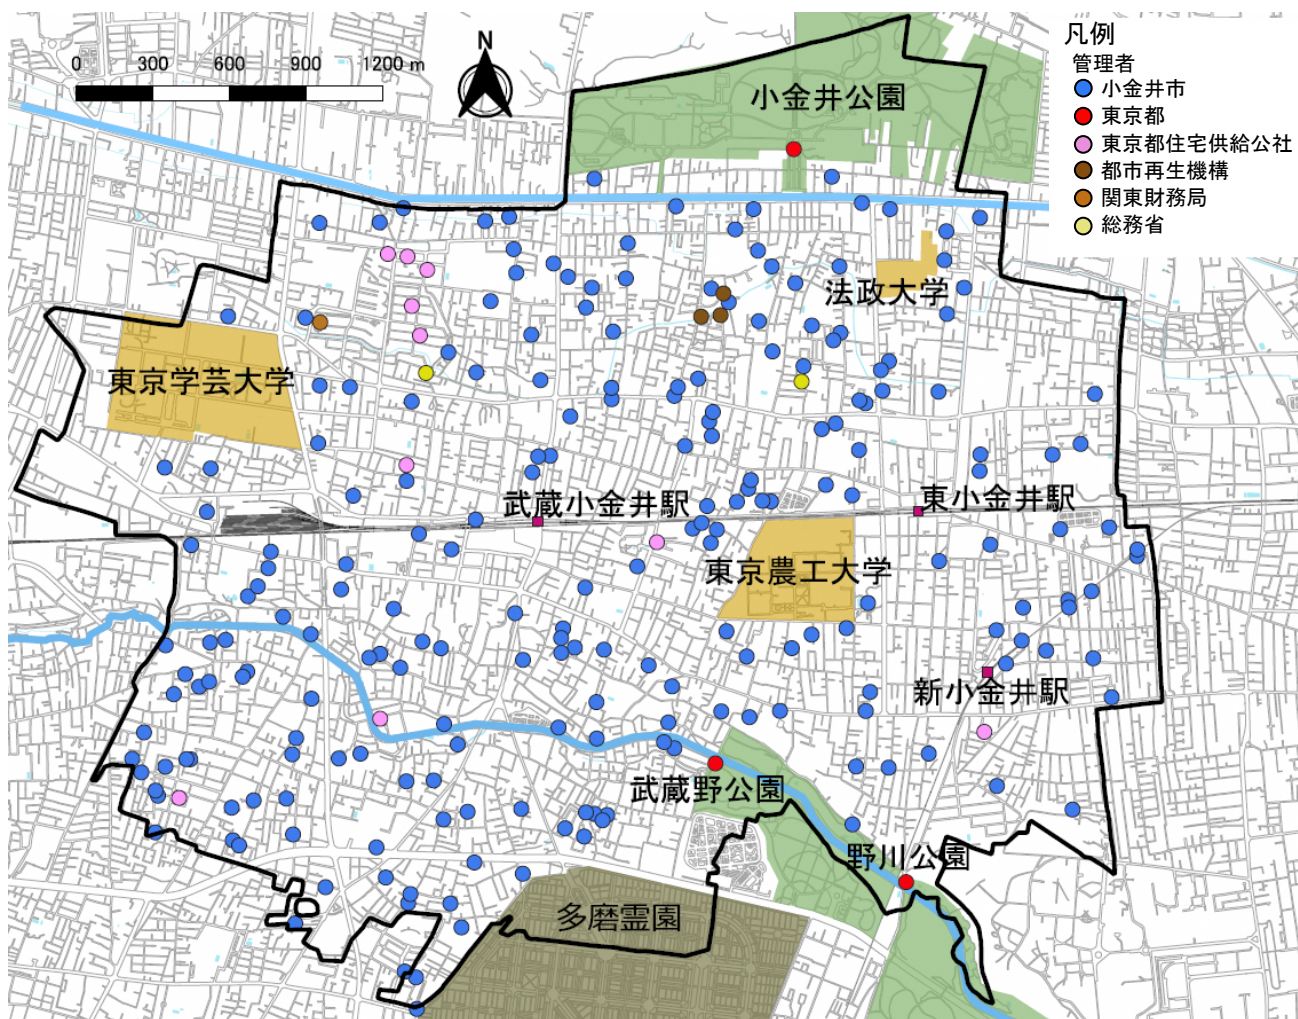 N
0 300 600 900 1200 m
凡例
管理者
小金井市
東京都
東京都住宅供給公社
都市再生機構
関東財務局
総務省
小金井公園
法政大学
東京学芸大学
武蔵小金井駅
東小金井駅
東京農工大学
新小金井駅
武蔵野公園
野川公園
多磨霊園